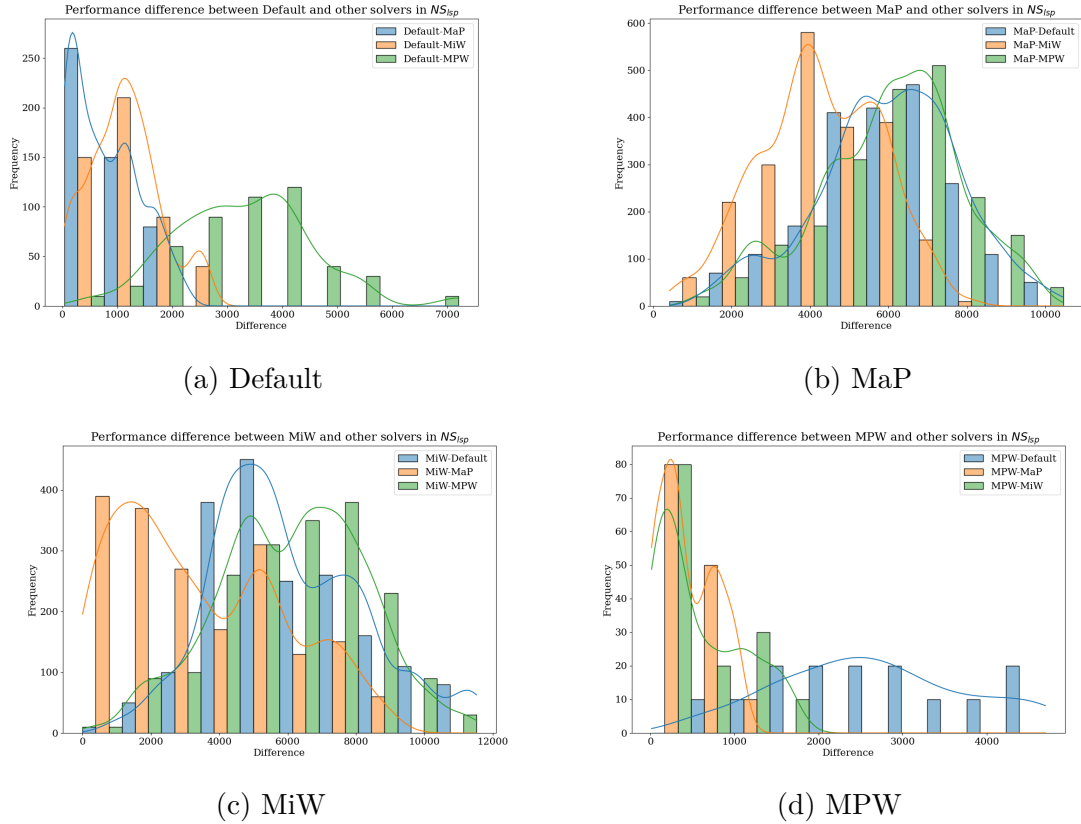 Performance difference between Default and other solvers in NS_lsp
Default-MaP
Default-MiW
Default-MPW
Frequency
250
200
150
100
50
0
0 1000 2000 3000 4000 5000 6000 7000
Difference
(a) Default
Performance difference between MaP and other solvers in NS_lsp
MaP-Default
MaP-MiW
MaP-MPW
Frequency
600
500
400
300
200
100
0
0 2000 4000 6000 8000 10000
Difference
(b) MaP
Performance difference between MiW and other solvers in NS_lsp
MiW-Default
MiW-MaP
MiW-MPW
Frequency
400
300
200
100
0
0 2000 4000 6000 8000 10000 12000
Difference
(c) MiW
Performance difference between MPW and other solvers in NS_lsp
MPW-Default
MPW-MaP
MPW-MiW
Frequency
80
70
60
50
40
30
20
10
0
0 1000 2000 3000 4000
Difference
(d) MPW